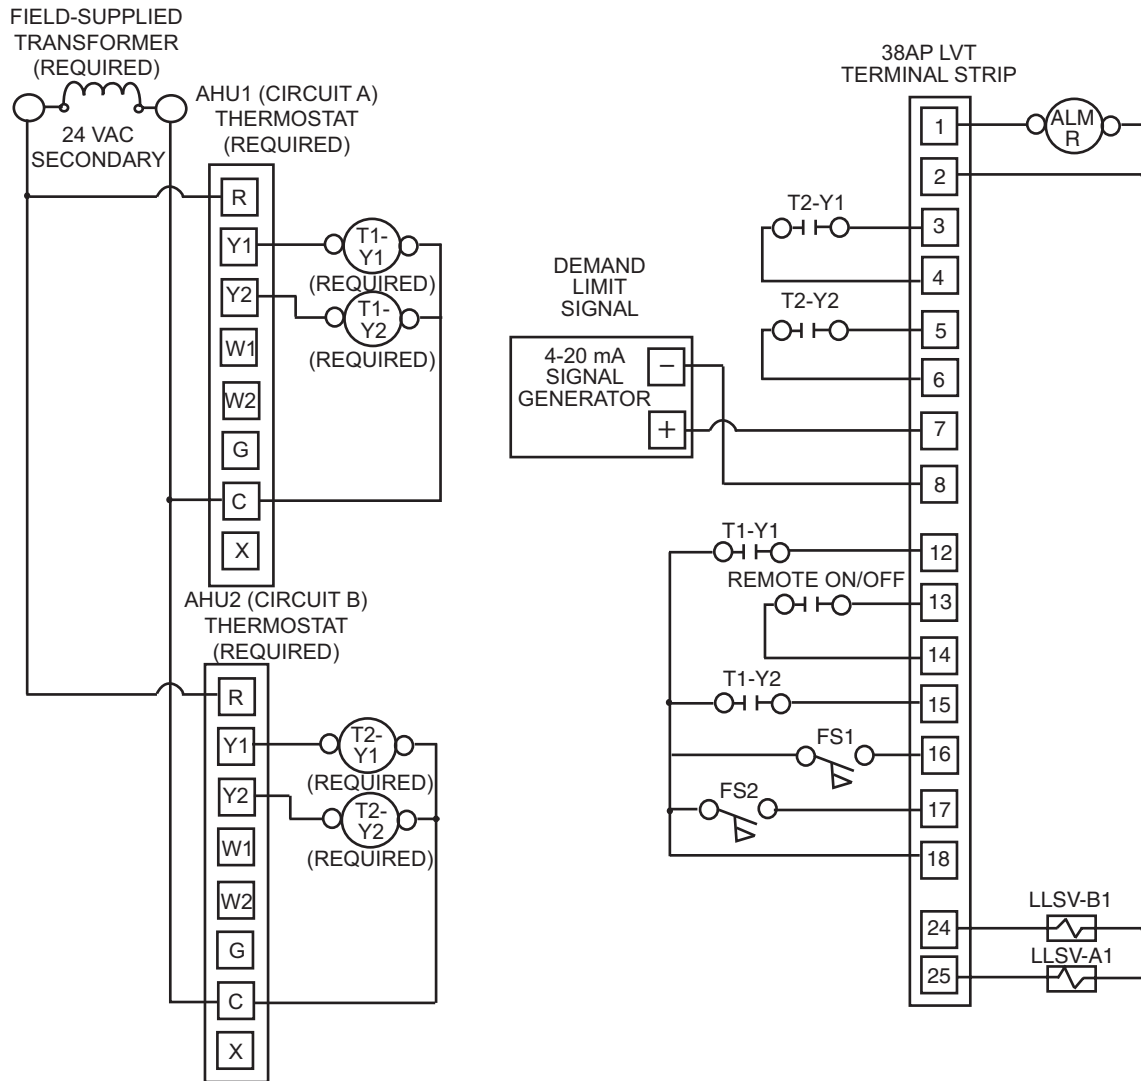 FIELD-SUPPLIED
TRANSFORMER
(REQUIRED)
24 VAC
SECONDARY
AHU1 (CIRCUIT A)
THERMOSTAT
(REQUIRED)
R
Y1
Y2
W1
W2
G
C
X
T1-
Y1
(REQUIRED)
T1-
Y2
(REQUIRED)
AHU2 (CIRCUIT B)
THERMOSTAT
(REQUIRED)
R
Y1
Y2
W1
W2
G
C
X
T2-
Y1
(REQUIRED)
T2-
Y2
(REQUIRED)
DEMAND
LIMIT
SIGNAL
4-20 mA
SIGNAL
GENERATOR
−
+
38AP LVT
TERMINAL STRIP
1
2
3
4
5
6
7
8
12
13
14
15
16
17
18
24
25
ALM
R
T2-Y1
T2-Y2
T1-Y1
REMOTE ON/OFF
T1-Y2
FS1
FS2
LLSV-B1
LLSV-A1